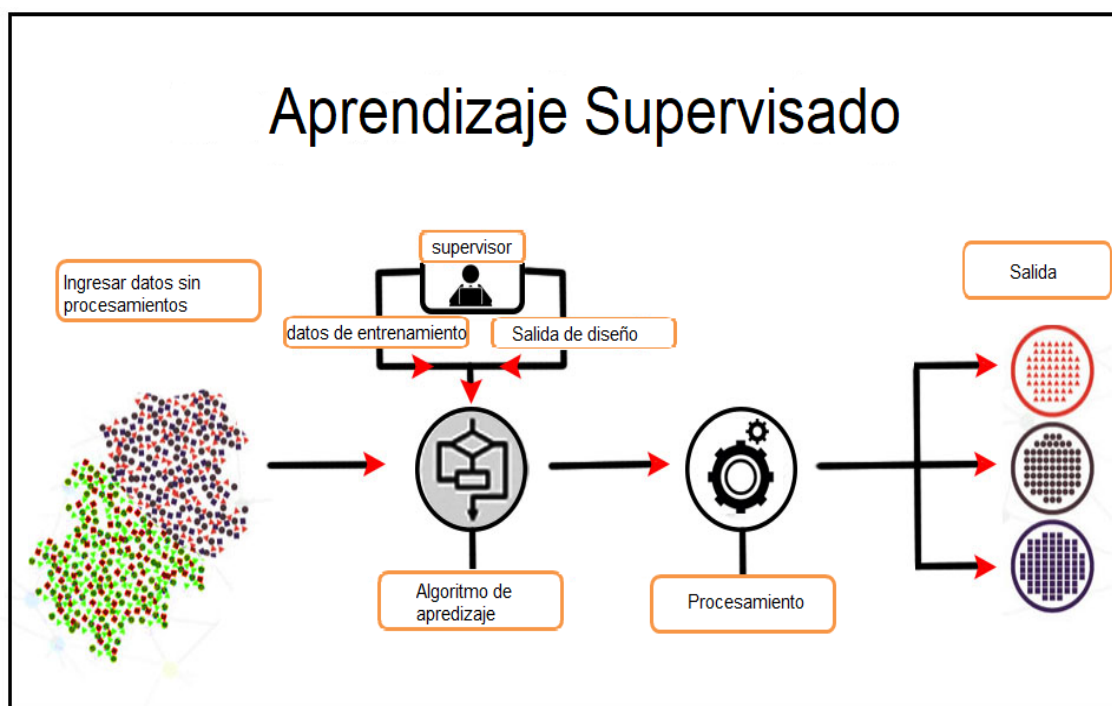 Aprendizaje Supervisado
supervisor
Ingresar datos sin
procesamientos
Salida
datos de entrenamiento
Salida de diseño
Algoritmo de
apredizaje
Procesamiento